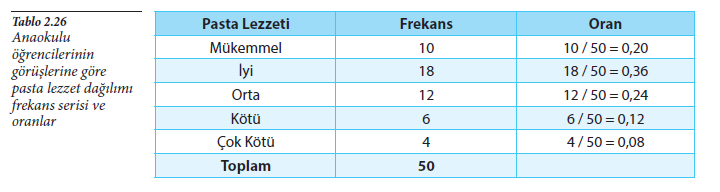 Tablo 2.26
Anaokulu
öğrencilerinin
görüşlerine göre
pasta lezzet dağılımı
frekans serisi ve
oranlar
Pasta Lezzeti Frekans Oran
Mükemmel 10 10 / 50 = 0,20
İyi 18 18 / 50 = 0,36
Orta 12 12 / 50 = 0,24
Kötü 6 6 / 50 = 0,12
Çok Kötü 4 4 / 50 = 0,08
Toplam 50